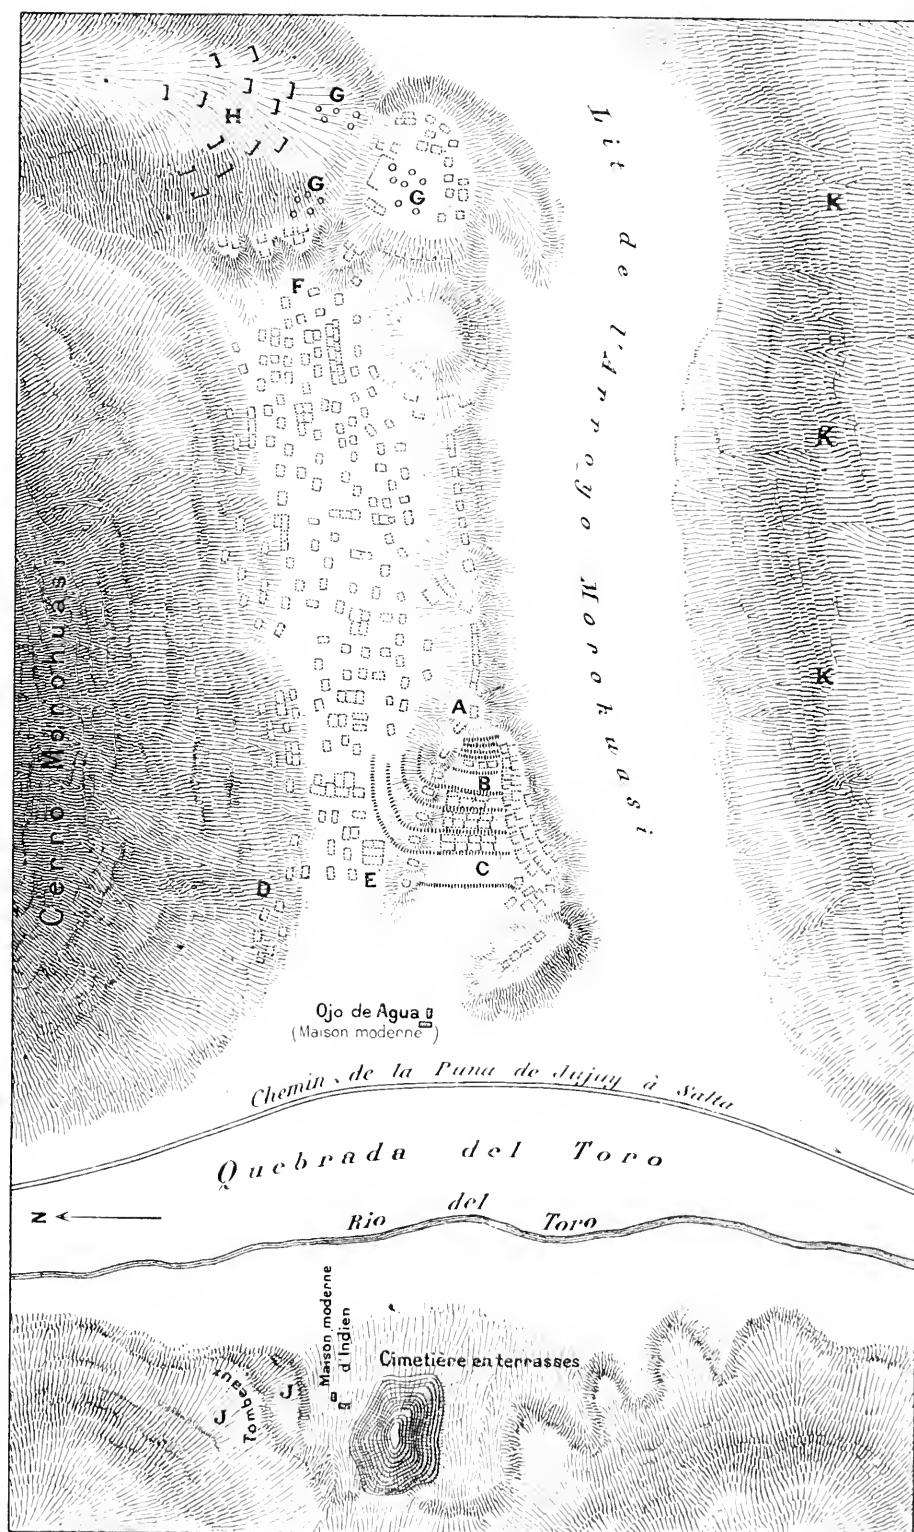 H
G
G
G
F
Lit de l'Arroyo Morohuasi
K
K
K
Cerro Morohuasi
A
B
C
D
E
Ojo de Agua
(Maison moderne)
Chemin de la Puna de Jujuy à Salta
Quebrada del Toro
N
Rio del Toro
Maison moderne
d'Indien
Cimetière en terrasses
Tombeaux
J
J